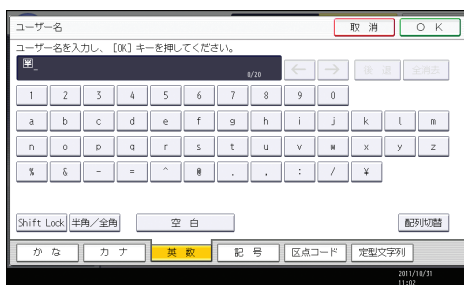 ユーザー名 取 消 O K
ユーザー名を入力し、[OK] キーを押してください。
半_
0/20 ← →
1 2 3 4 5 6 7 8 9 0
a b c d e f g h i j k l m
n o p q r s t u v w x y z
% & - = ^ @ . , : / ¥
Shift Lock 半角／全角 空 白 配列切替
か な カ ナ 英 数 記 号 区点コード 定型文字列
2011/10/31
11:02